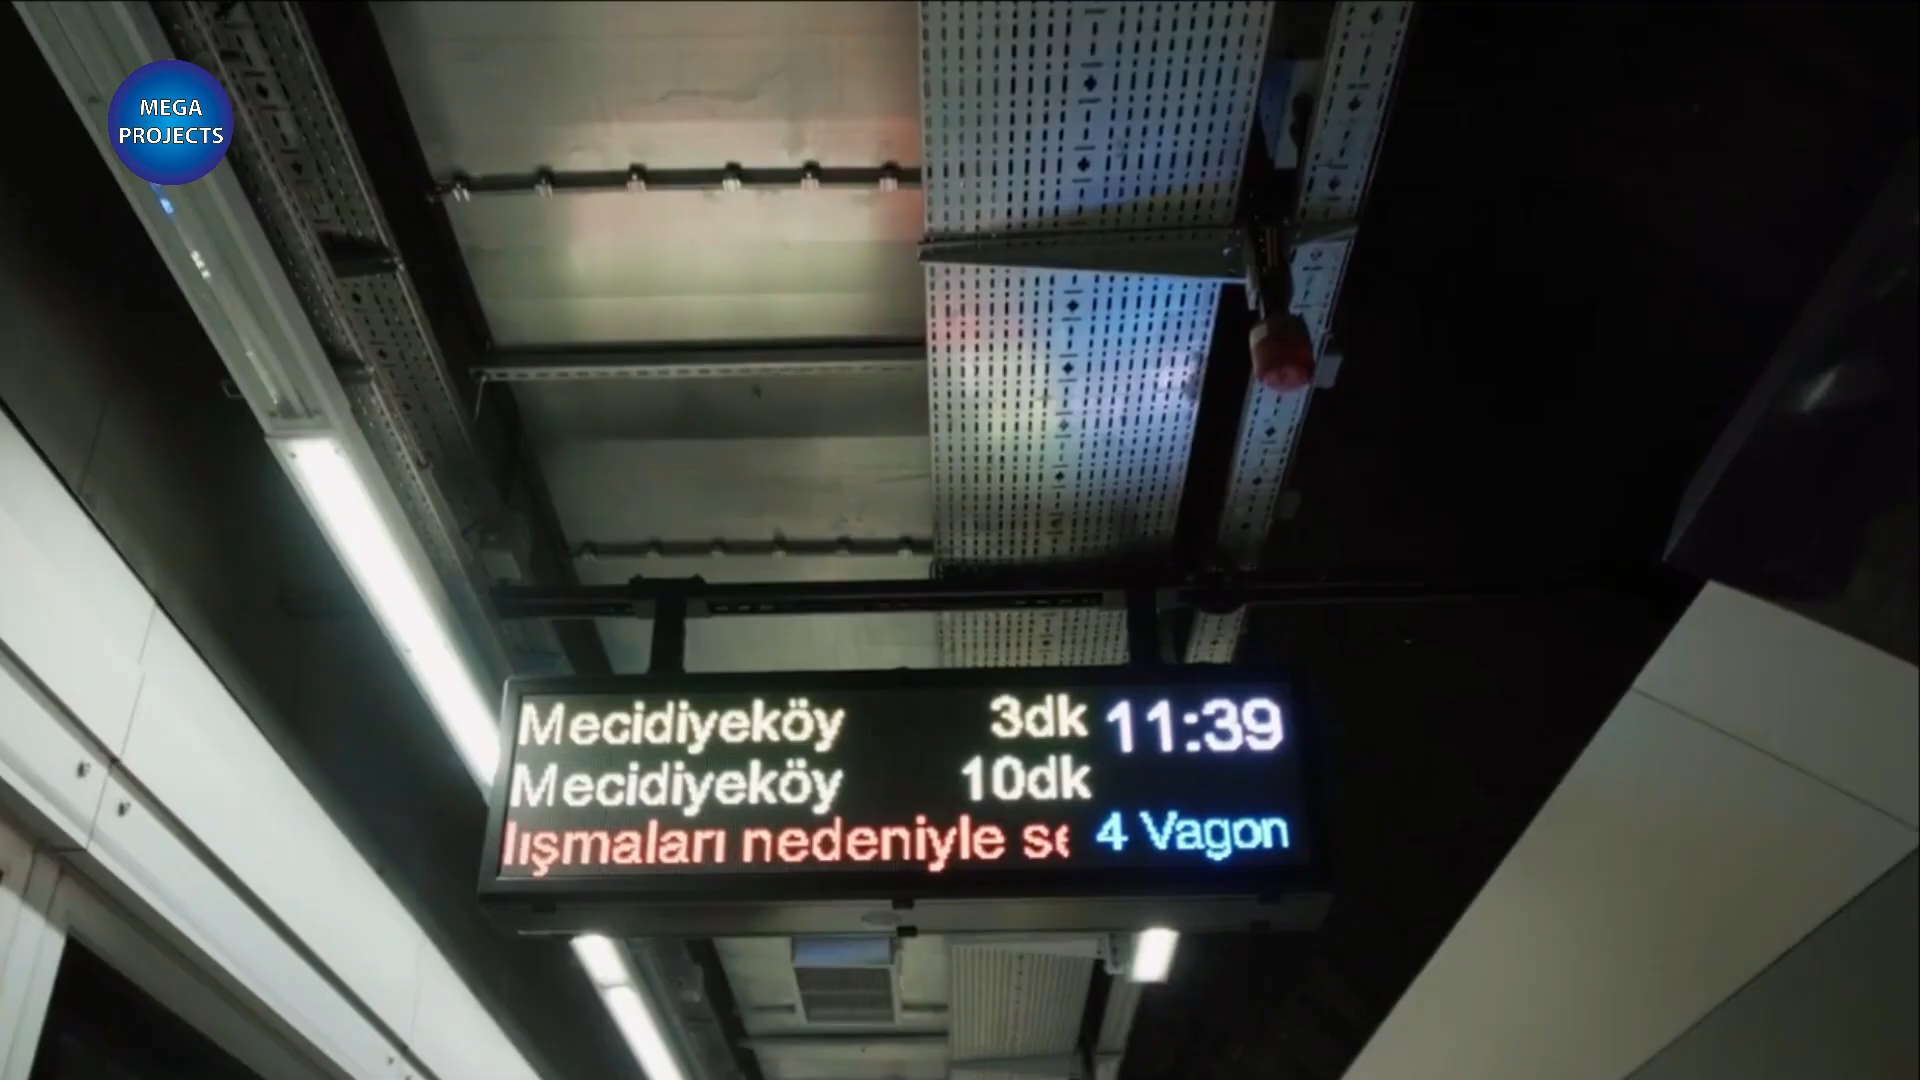 MEGA
PROJECTS
Mecidiyeköy 3dk 11:39
Mecidiyeköy 10dk
lışmaları nedeniyle 4 Vagon